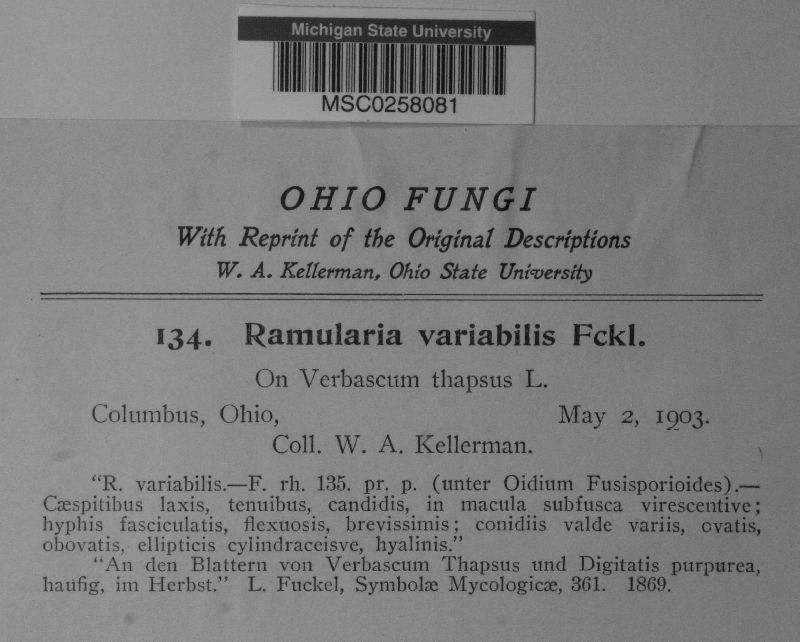 Michigan State University
MSC0258081
OHIO FUNGI
With Reprint of the Original Descriptions
W. A. Kellerman, Ohio State University
134. Ramularia variabilis Fckl.
On Verbascum thapsus L.
Columbus, Ohio, May 2, 1903.
Coll. W. A. Kellerman.
“R. variabilis.—F. rh. 135. pr. p. (unter Oidium Fusisporioides).—
Cæspitibus laxis, tenuibus, candidis, in macula subfusca virescentive;
hyphis fasciculatis, flexuosis, brevissimis; conidiis valde variis, ovatis,
obovatis, ellipticis cylindraceisve, hyalinis.”
“An den Blattern von Verbascum Thapsus und Digitatis purpurea,
haufig, im Herbst.” L. Fuckel, Symbolæ Mycologicæ, 361. 1869.